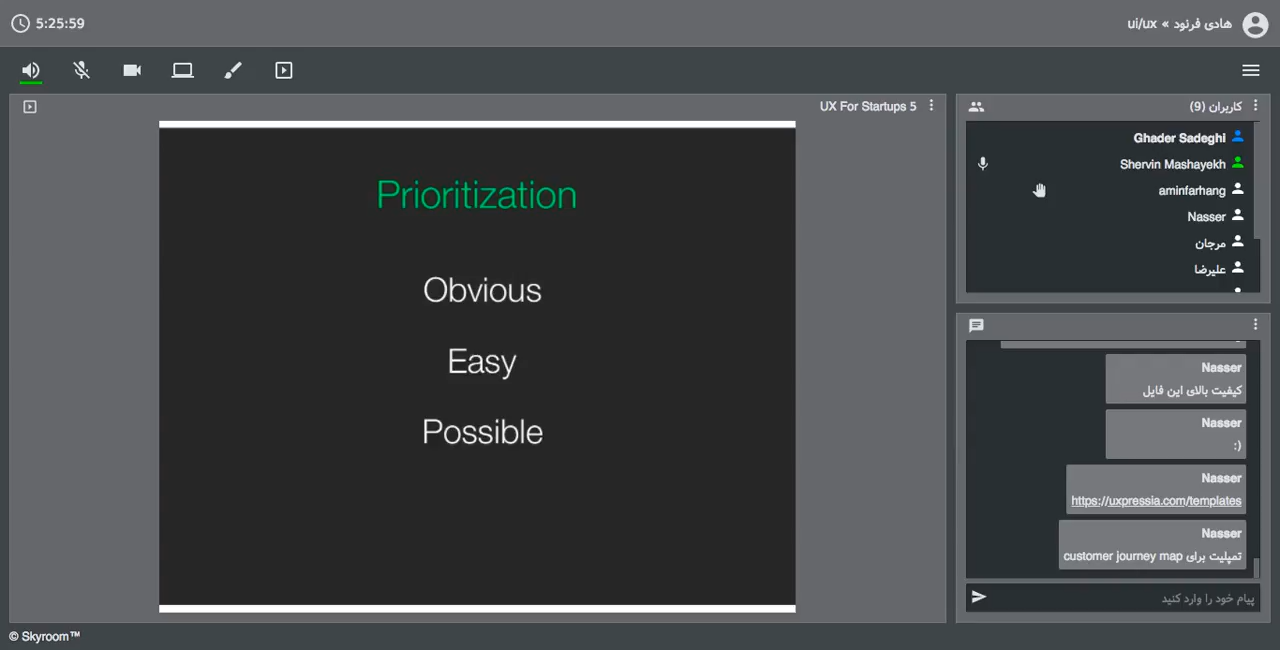 5:25:59
هادی فرنود » ui/ux
UX For Startups 5
Prioritization
Obvious
Easy
Possible
کاربران (9)
Ghader Sadeghi
Shervin Mashayekh
aminfarhang
Nasser
مرجان
علیرضا
Nasser
کیفیت بالای این فایل
Nasser
:)
Nasser
https://uxpressia.com/templates
Nasser
تمپلیت برای customer journey map
پیام خود را وارد کنید
© Skyroom™